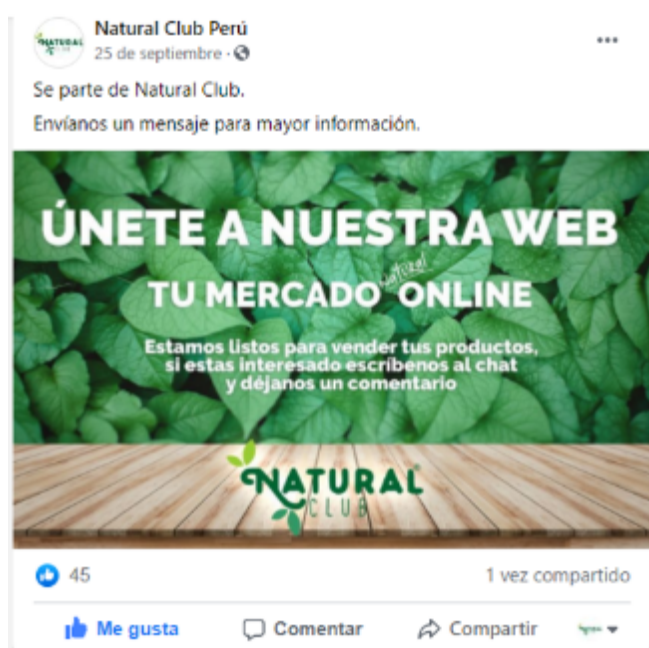 Natural Club Perú
25 de septiembre ·
Se parte de Natural Club.
Envíanos un mensaje para mayor información.
ÚNETE A NUESTRA WEB
Natural
TU MERCADO ONLINE
Estamos listos para vender tus productos,
si estas interesado escríbenos al chat
y déjanos un comentario
NATURAL
CLUB
45
1 vez compartido
Me gusta
Comentar
Compartir